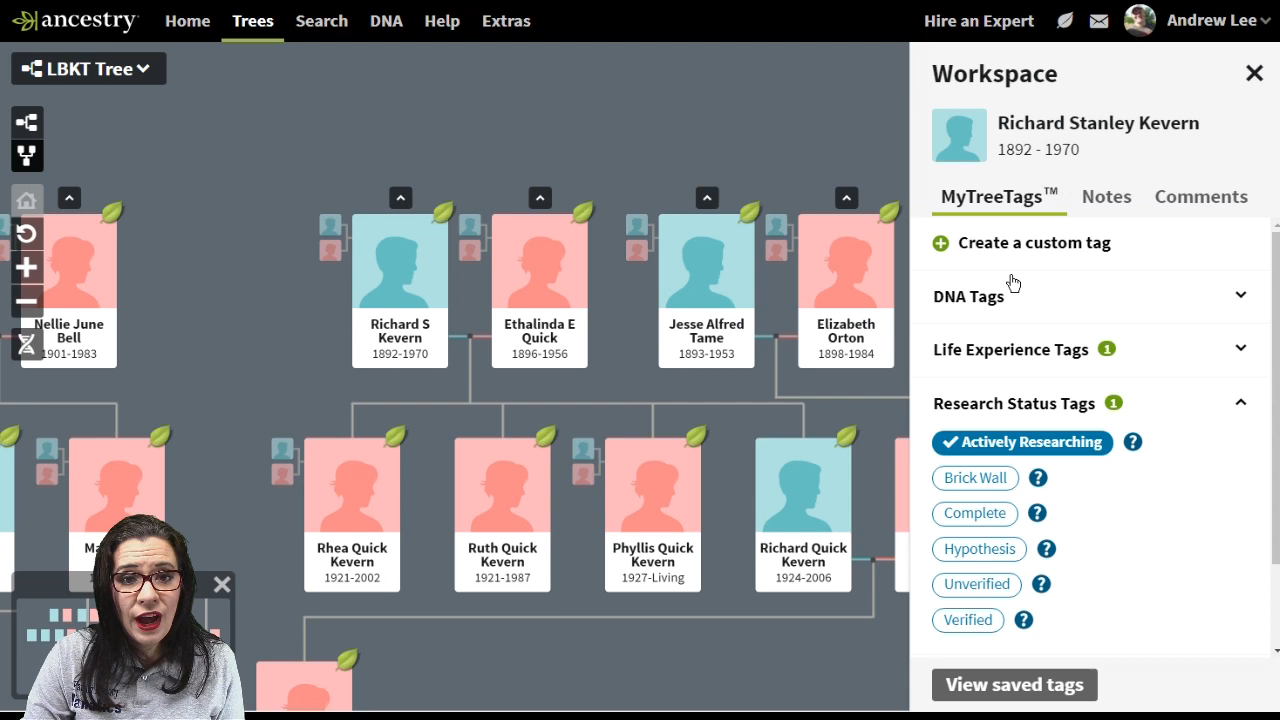 ancestry
Home
Trees
Search
DNA
Help
Extras
Hire an Expert
Andrew Lee
LBKT Tree
Nellie June
Bell
1901-1983
Richard S
Kevern
1892-1970
Ethalinda E
Quick
1896-1956
Jesse Alfred
Tame
1893-1953
Elizabeth
Orton
1898-1984
Rhea Quick
Kevern
1921-2002
Ruth Quick
Kevern
1921-1987
Phyllis Quick
Kevern
1927-Living
Richard Quick
Kevern
1924-2006
Workspace
Richard Stanley Kevern
1892 - 1970
MyTreeTags™
Notes
Comments
Create a custom tag
DNA Tags
Life Experience Tags 1
Research Status Tags 1
Actively Researching ?
Brick Wall ?
Complete ?
Hypothesis ?
Unverified ?
Verified ?
View saved tags